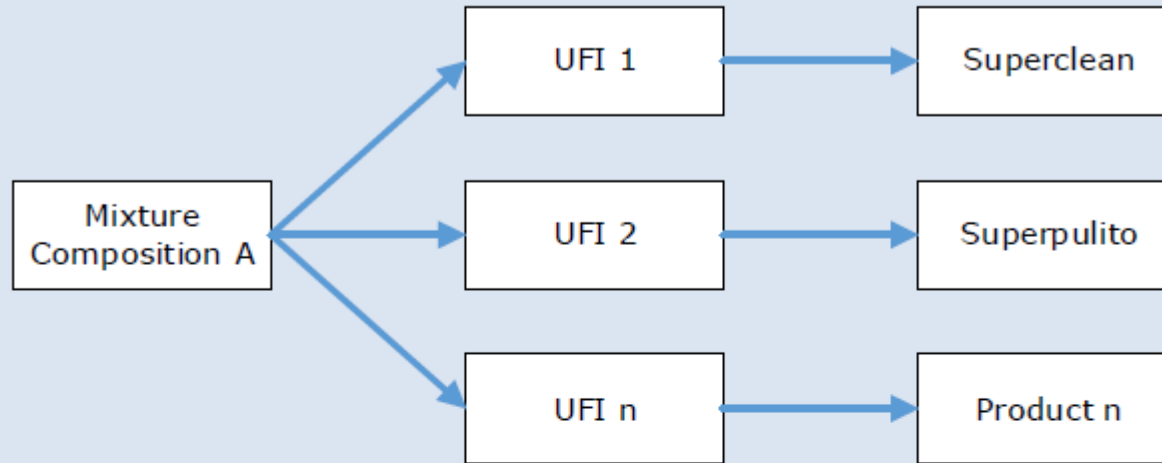 UFI 1
Superclean
Mixture
Composition A
UFI 2
Superpulito
UFI n
Product n